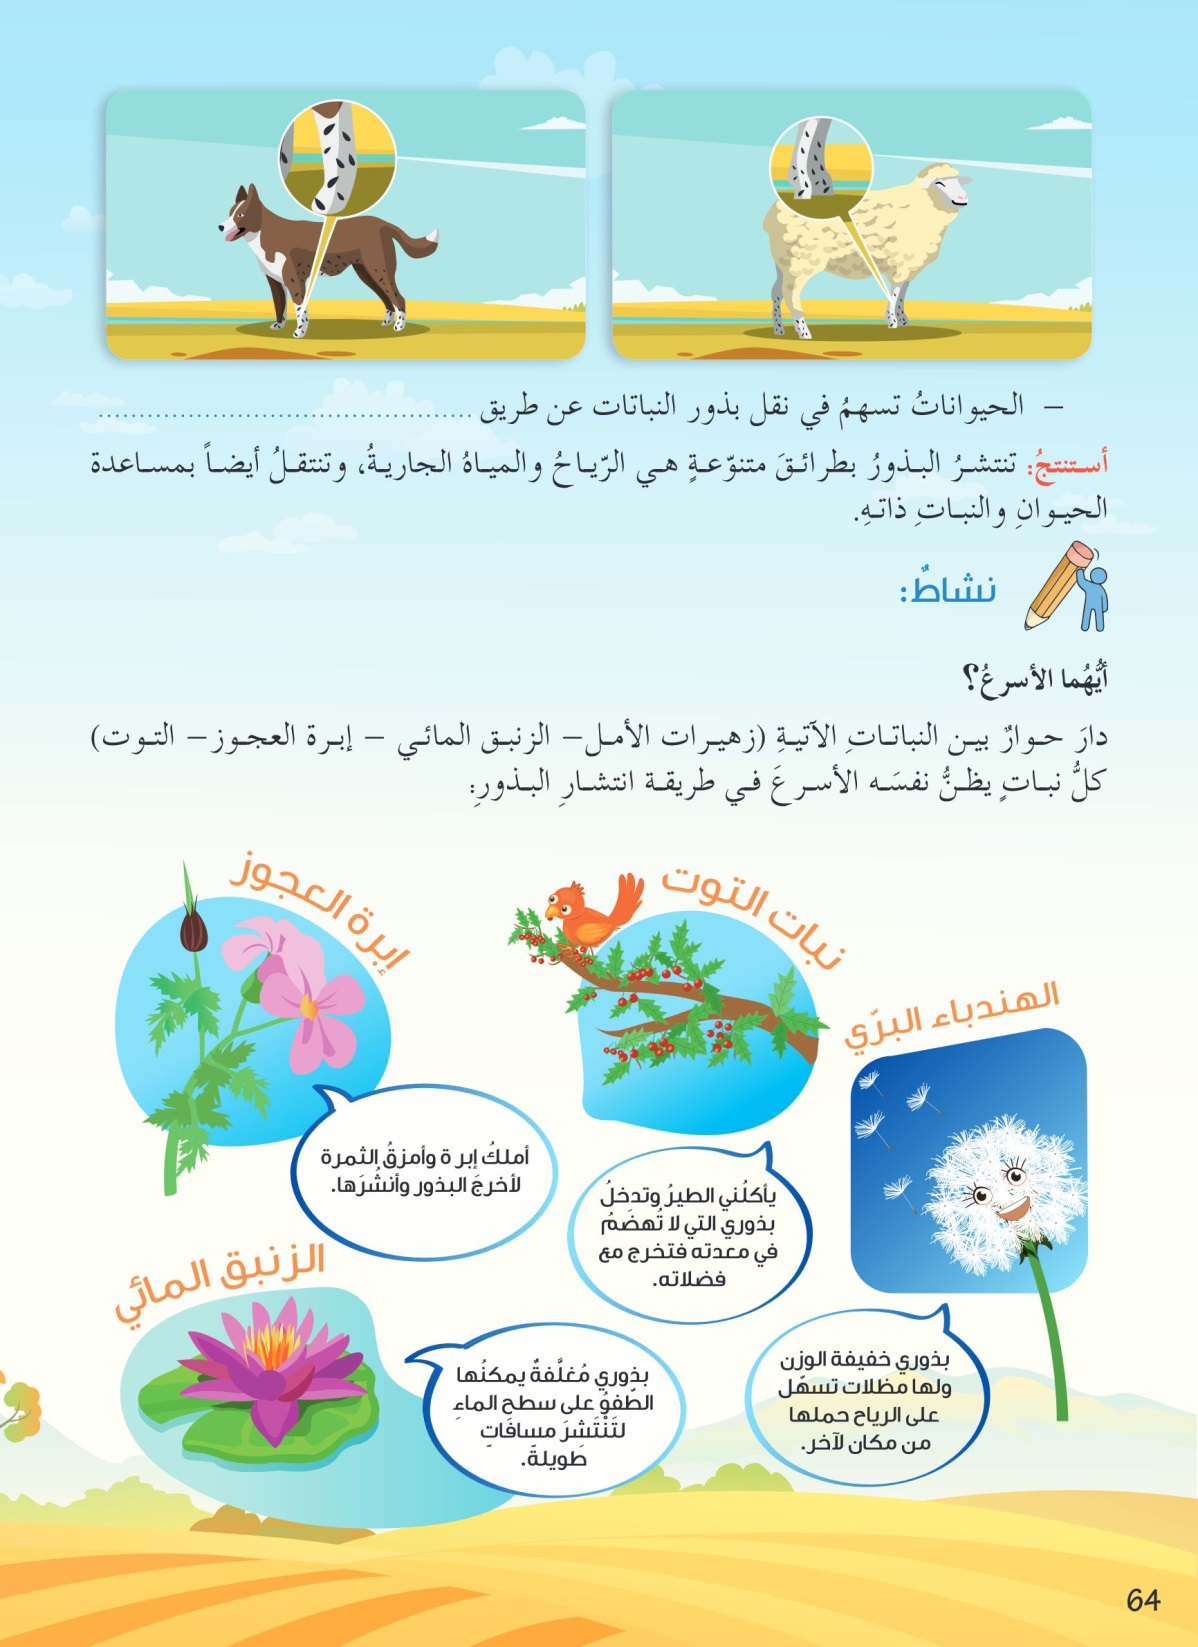 – الحيواناتُ تسهمُ في نقل بذور النباتات عن طريق ............................................
أستنتجُ: تنتشرُ البذورُ بطرائقَ متنوّعةٍ هي الرّياحُ والمياهُ الجاريةُ، وتنتقلُ أيضاً بمساعدة
الحيوانِ والنباتِ ذاتهِ.
نشاطٌ:
أيُّهُما الأسرعُ؟
دارَ حوارٌ بين النباتاتِ الآتيةِ (زهيرات الأمل– الزنبق المائي – إبرة العجوز– التوت)
كلُّ نباتٍ يظنُّ نفسَه الأسرعَ في طريقة انتشارِ البذورِ:
نبات التوت
إبرة العجوز
الهندباء البرّي
أملكُ إبر ة وأمزقُ الثمرة
لأخرجَ البذور وأنشُرَها.
يأكلُني الطيرُ وتدخلُ
بذوري التي لا تُهضَمُ
في معدته فتخرج مع
فضلاته.
الزنبق المائي
بذوري خفيفة الوزن
ولها مظلات تسهّل
على الرياح حملها
من مكان لآخر.
بذوري مُغلَّفةٌ يمكنُها
الطّفوُ على سطحِ الماءِ
لتَنْتَشِرَ مسافاتٍ
طويلةً.
64